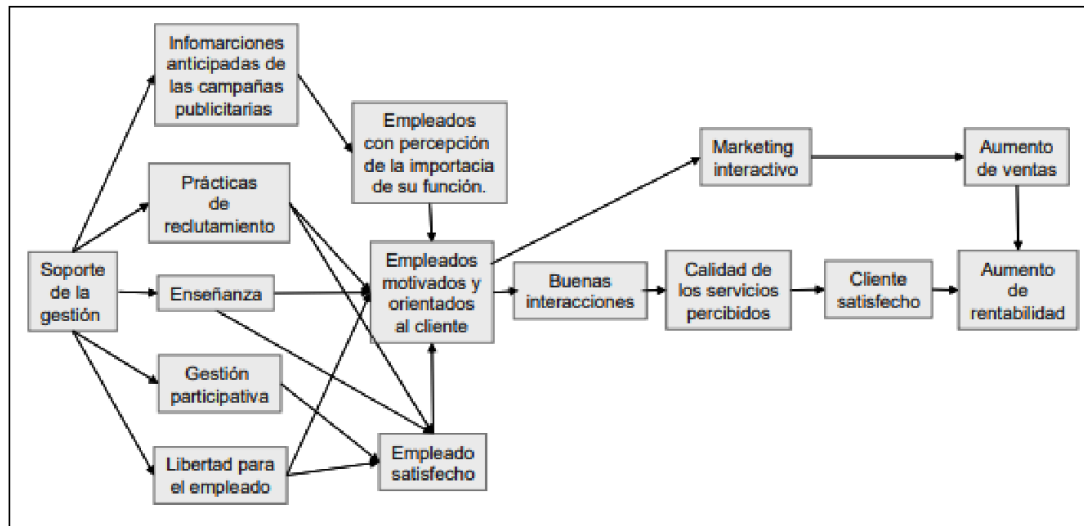 Infomarciones
anticipadas de
las campañas
publicitarias
Empleados
con percepción
de la importacia
de su función.
Marketing
interactivo
Aumento
de ventas
Prácticas
de
reclutamiento
Soporte
de la
gestión
Enseñanza
Empleados
motivados y
orientados
al cliente
Buenas
interacciones
Calidad de
los servicios
percibidos
Cliente
satisfecho
Aumento
de
rentabilidad
Gestión
participativa
Libertad para
el empleado
Empleado
satisfecho